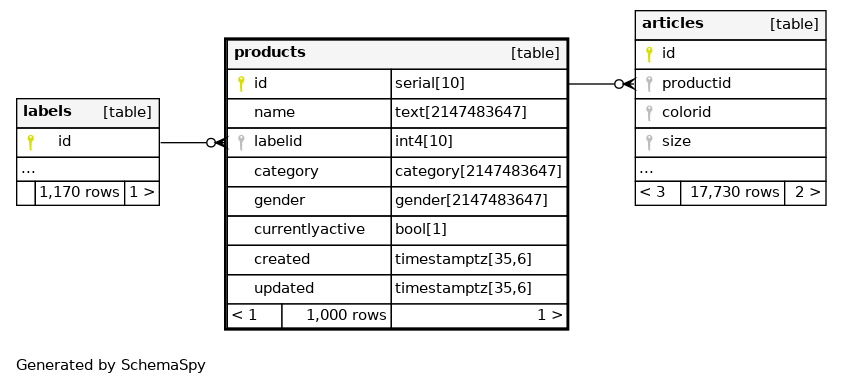 labels [table]
id
...
1,170 rows 1 >
products [table]
id serial[10]
name text[2147483647]
labelid int4[10]
category category[2147483647]
gender gender[2147483647]
currentlyactive bool[1]
created timestamptz[35,6]
updated timestamptz[35,6]
< 1 1,000 rows 1 >
articles [table]
id
productid
colorid
size
...
< 3 17,730 rows 2 >
Generated by SchemaSpy